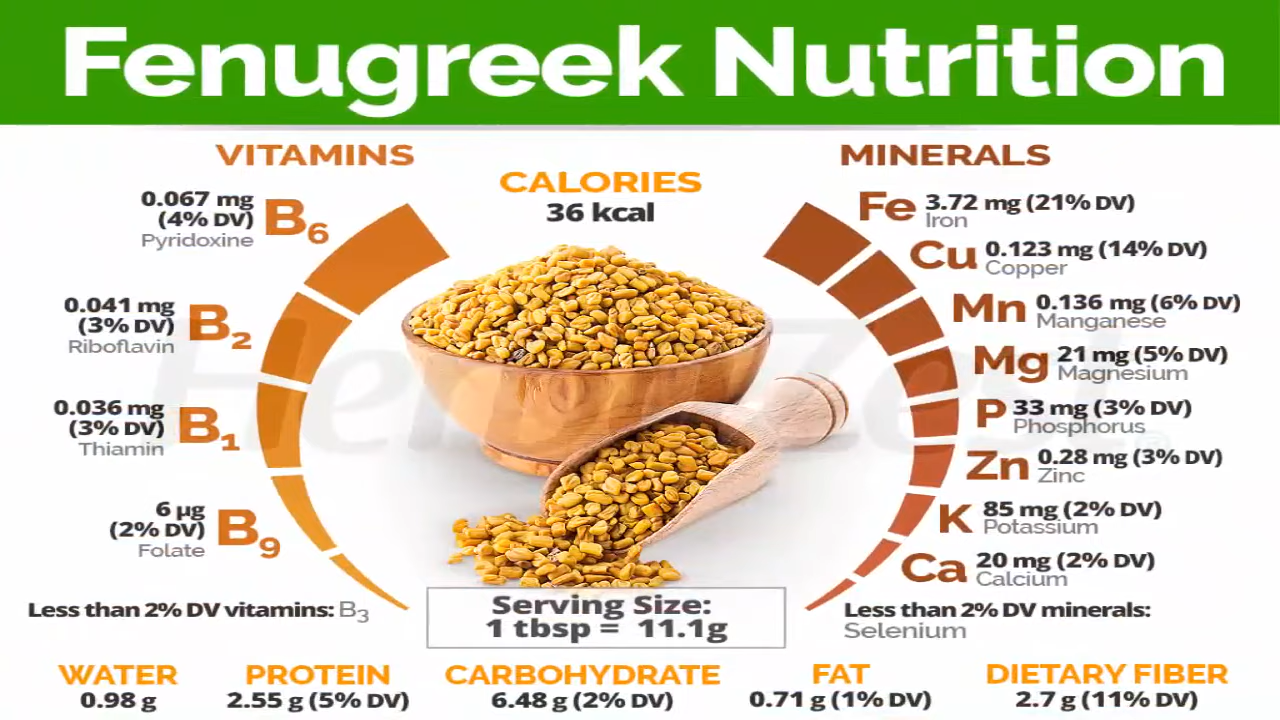 Fenugreek Nutrition
VITAMINS
0.067 mg
(4% DV)
Pyridoxine
B6
0.041 mg
(3% DV)
Riboflavin
B2
0.036 mg
(3% DV)
Thiamin
B1
6 µg
(2% DV)
Folate
B9
Less than 2% DV vitamins: B3
CALORIES
36 kcal
MINERALS
Fe 3.72 mg (21% DV)
Iron
Cu 0.123 mg (14% DV)
Copper
Mn 0.136 mg (6% DV)
Manganese
Mg 21 mg (5% DV)
Magnesium
P 33 mg (3% DV)
Phosphorus
Zn 0.28 mg (3% DV)
Zinc
K 85 mg (2% DV)
Potassium
Ca 20 mg (2% DV)
Calcium
Less than 2% DV minerals:
Selenium
HerbaZest®
Serving Size:
1 tbsp = 11.1g
WATER
0.98 g
PROTEIN
2.55 g (5% DV)
CARBOHYDRATE
6.48 g (2% DV)
FAT
0.71 g (1% DV)
DIETARY FIBER
2.7 g (11% DV)